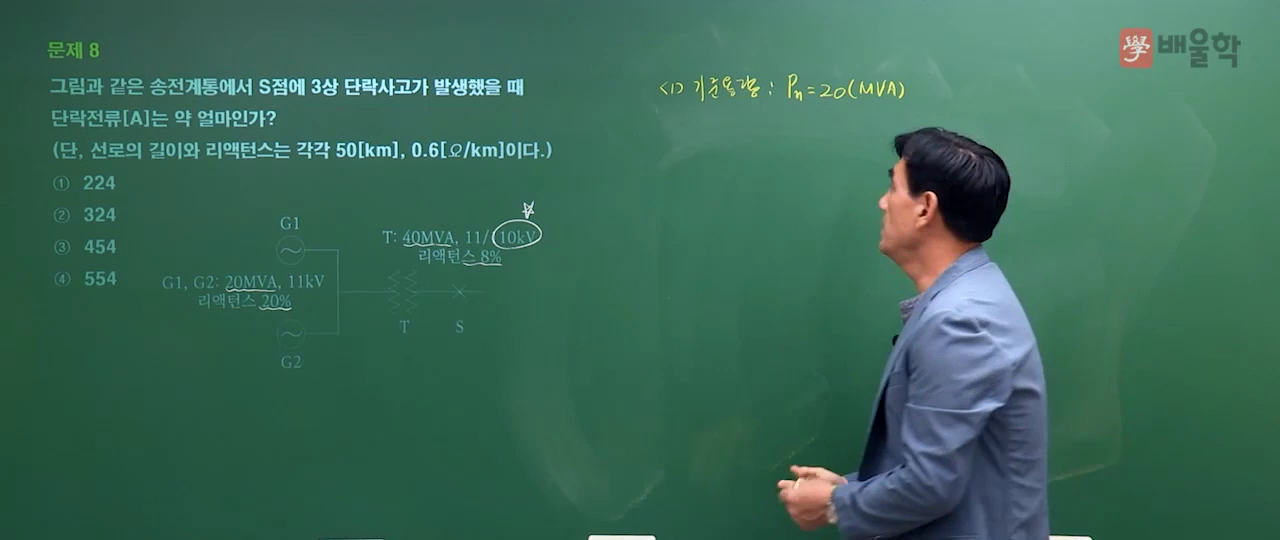 學 배울학
문제 8
그림과 같은 송전계통에서 S점에 3상 단락사고가 발생했을 때
단락전류[A]는 약 얼마인가?
(단, 선로의 길이와 리액턴스는 각각 50[km], 0.6[Ω/km]이다.)
① 224
② 324
③ 454
④ 554
G1
G1, G2: 20MVA, 11kV
리액턴스 20%
G2
T: 40MVA, 11/110kV
리액턴스 8%
T
S
<1> 기준용량 : Pn = 20(MVA)